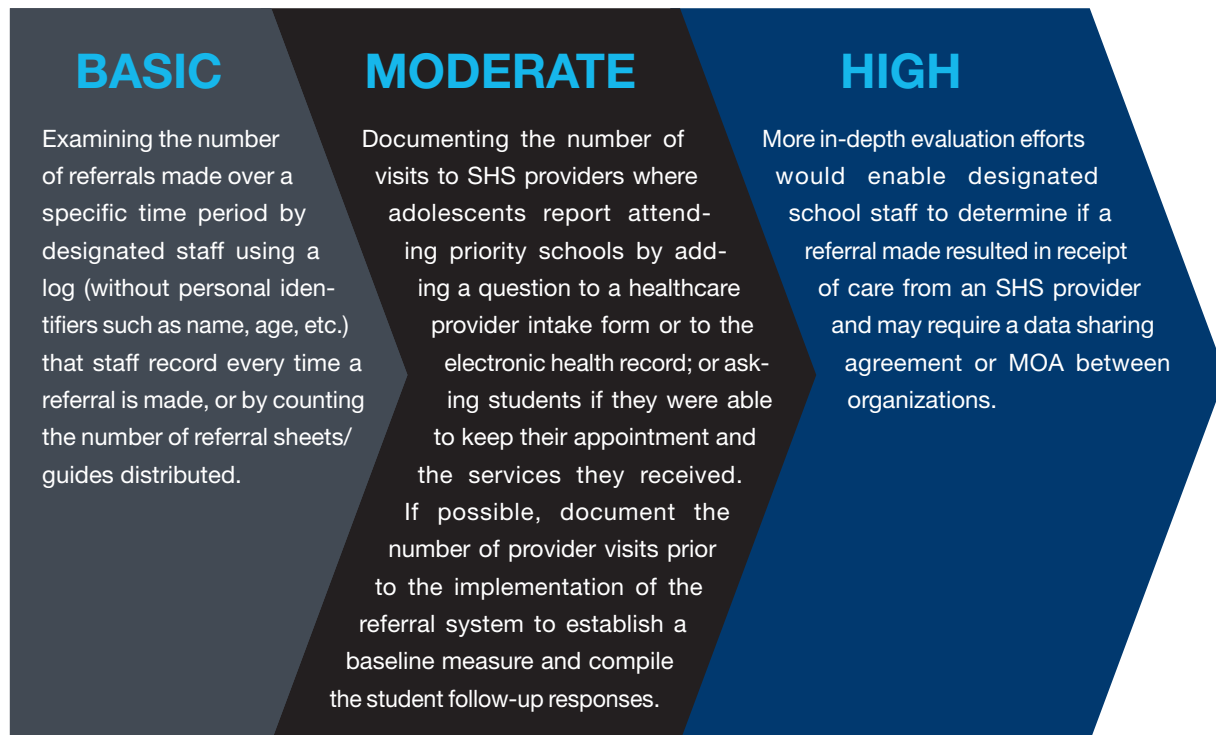 BASIC
Examining the number
of referrals made over a
specific time period by
designated staff using a
log (without personal iden-
tifiers such as name, age, etc.)
that staff record every time a
referral is made, or by counting
the number of referral sheets/
guides distributed.
MODERATE
Documenting the number of
visits to SHS providers where
adolescents report attend-
ing priority schools by add-
ing a question to a healthcare
provider intake form or to the
electronic health record; or ask-
ing students if they were able
to keep their appointment and
the services they received.
If possible, document the
number of provider visits prior
to the implementation of the
referral system to establish a
baseline measure and compile
the student follow-up responses.
HIGH
More in-depth evaluation efforts
would enable designated
school staff to determine if a
referral made resulted in receipt
of care from an SHS provider
and may require a data sharing
agreement or MOA between
organizations.